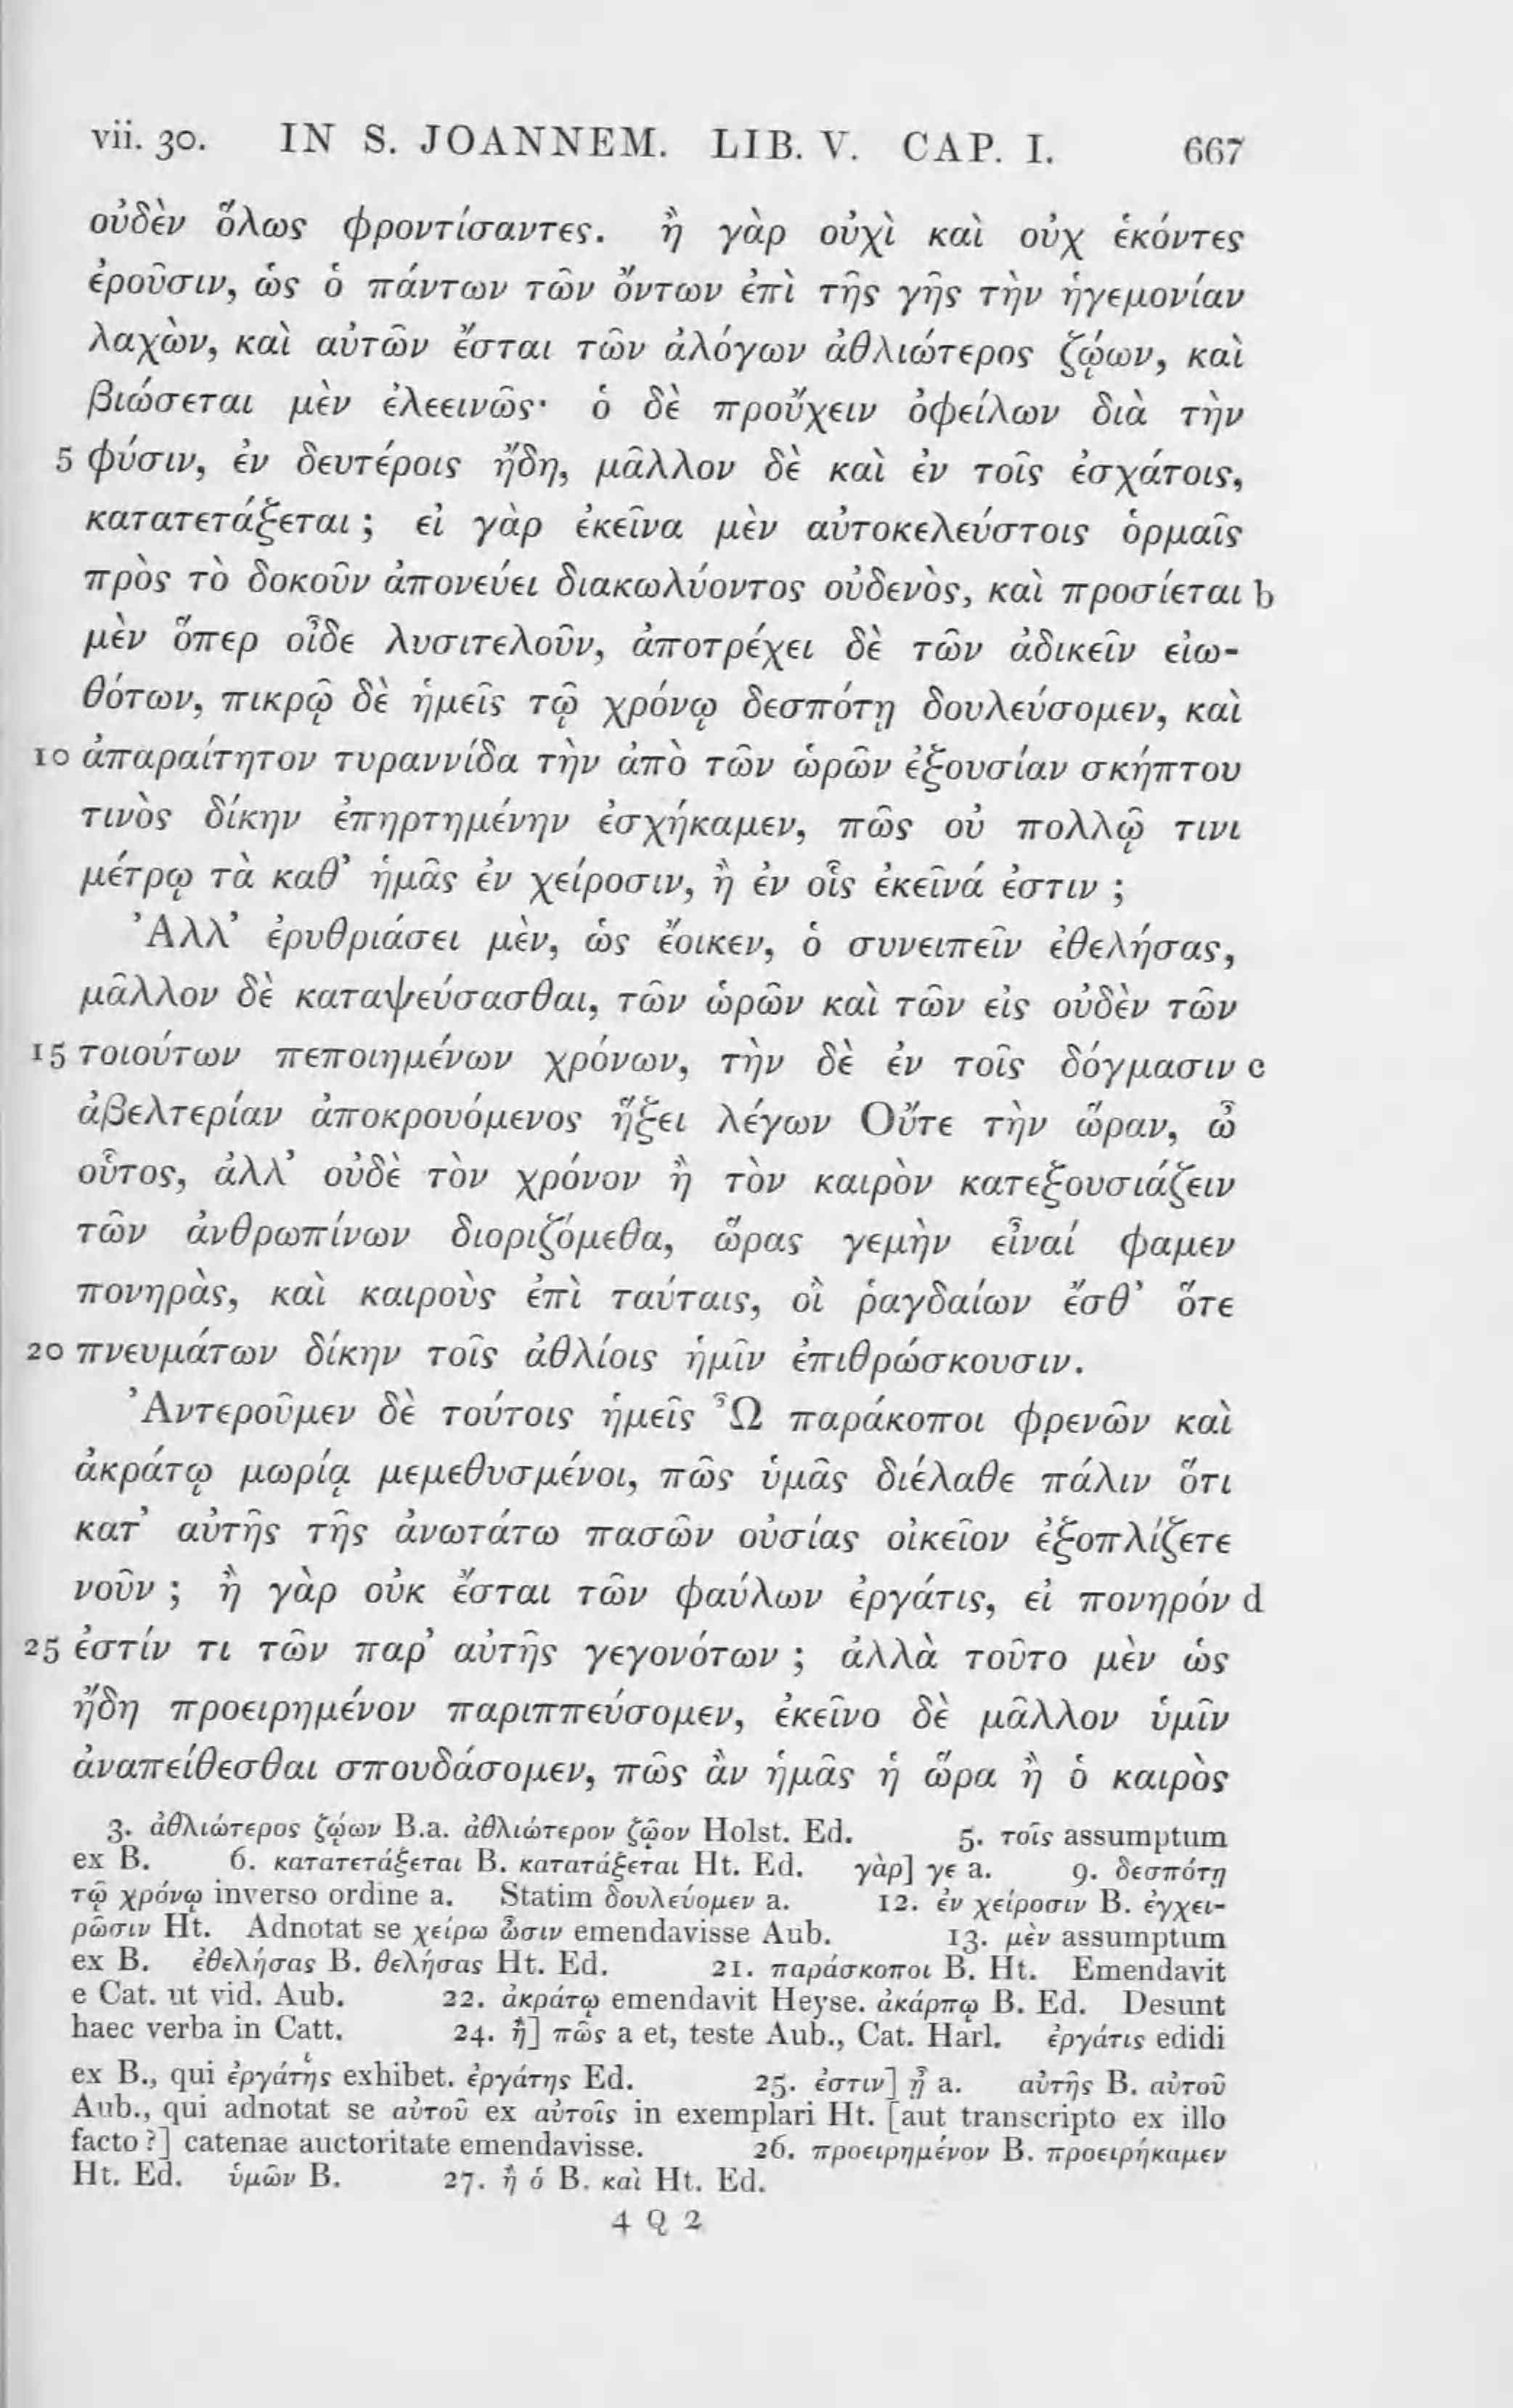 vii. 30. IN S. JOANNEM. LIB. V. CAP. I. 667
οὐδὲν ὅλως φροντίσαντες. ἢ γὰρ οὐχὶ καὶ οὐχ ἑκόντες
ἐροῦσιν, ὡς ὁ πάντων τῶν ὄντων ἐπὶ τῆς γῆς τὴν ἡγεμονίαν
λαχὼν, καὶ αὐτῶν ἔσται τῶν ἀλόγων ἀθλιώτερος ζώων, καὶ
βιώσεται μὲν ἐλεεινῶς· ὁ δὲ προὔχειν ὀφείλων διὰ τὴν
5 φύσιν, ἐν δευτέροις ἤδη, μᾶλλον δὲ καὶ ἐν τοῖς ἐσχάτοις,
κατατετάξεται ; εἰ γὰρ ἐκεῖνα μὲν αὐτοκελεύστοις ὁρμαῖς
πρὸς τὸ δοκοῦν ἀπονεύει διακωλύοντος οὐδενὸς, καὶ προσίεται b
μὲν ὅπερ οἶδε λυσιτελοῦν, ἀποτρέχει δὲ τῶν ἀδικεῖν εἰω-
θότων, πικρῷ δὲ ἡμεῖς τῷ χρόνῳ δεσπότῃ δουλεύσομεν, καὶ
10 ἀπαραίτητον τυραννίδα τὴν ἀπὸ τῶν ὡρῶν ἐξουσίαν σκήπτου
τινὸς δίκην ἐπηρτημένην ἐσχήκαμεν, πῶς οὐ πολλῷ τινι
μέτρῳ τὰ καθ’ ἡμᾶς ἐν χείροσιν, ἢ ἐν οἷς ἐκεῖνά ἐστιν ;
Ἀλλ’ ἐρυθριάσει μὲν, ὡς ἔοικεν, ὁ συνειπεῖν ἐθελήσας,
μᾶλλον δὲ καταψεύσασθαι, τῶν ὡρῶν καὶ τῶν εἰς οὐδὲν τῶν
15 τοιούτων πεποιημένων χρόνων, τὴν δὲ ἐν τοῖς δόγμασιν c
ἀβελτερίαν ἀποκρουόμενος ἥξει λέγων Οὔτε τὴν ὥραν, ὦ
οὗτος, ἀλλ’ οὐδὲ τὸν χρόνον ἢ τὸν καιρὸν κατεξουσιάζειν
τῶν ἀνθρωπίνων διοριζόμεθα, ὥρας γεμὴν εἶναί φαμεν
πονηρὰς, καὶ καιροὺς ἐπὶ ταύταις, οἳ ῥαγδαίων ἔσθ’ ὅτε
20 πνευμάτων δίκην τοῖς ἀθλίοις ἡμῖν ἐπιθρώσκουσιν.
Ἀντεροῦμεν δὲ τούτοις ἡμεῖς Ὦ παράκοποι φρενῶν καὶ
ἀκράτῳ μωρίᾳ μεμεθυσμένοι, πῶς ὑμᾶς διέλαθε πάλιν ὅτι
κατ’ αὐτῆς τῆς ἀνωτάτω πασῶν οὐσίας οἰκεῖον ἐξοπλίζετε
νοῦν ; ἢ γὰρ οὐκ ἔσται τῶν φαύλων ἐργάτις, εἰ πονηρόν d
25 ἐστίν τι τῶν παρ’ αὐτῆς γεγονότων ; ἀλλὰ τοῦτο μὲν ὡς
ἤδη προειρημένον παριππεύσομεν, ἐκεῖνο δὲ μᾶλλον ὑμῖν
ἀναπείθεσθαι σπουδάσομεν, πῶς ἂν ἡμᾶς ἡ ὥρα ἢ ὁ καιρὸς
3. ἀθλιώτερος ζώων B.a. ἀθλιώτερον ζῷον Holst. Ed. 5. τοῖς assumptum
ex B. 6. κατατετάξεται B. κατατάξεται Ht. Ed. γὰρ] γε a. 9. δεσπότῃ
τῷ χρόνῳ inverso ordine a. Statim δουλεύομεν a. 12. ἐν χείροσιν B. ἐγχει-
ρῶσιν Ht. Adnotat se χείρω ὦσιν emendavisse Aub. 13. μὲν assumptum
ex B. ἐθελήσας B. θελήσας Ht. Ed. 21. παράσκοποι B. Ht. Emendavit
e Cat. ut vid. Aub. 22. ἀκράτῳ emendavit Heyse. ἀκάρπῳ B. Ed. Desunt
haec verba in Catt. 24. ἢ] πῶς a et, teste Aub., Cat. Harl. ἐργάτις edidi
ex B., qui ἐργάτης exhibet. ἐργάτης Ed. 25. ἐστιν] ᾖ a. αὐτῆς B. αὐτοῦ
Aub., qui adnotat se αὐτοῦ ex αὐτοῖς in exemplari Ht. [aut transcripto ex illo
facto ?] catenae auctoritate emendavisse. 26. προειρημένον B. προειρήκαμεν
Ht. Ed. ὑμῶν B. 27. ἢ ὁ B. καὶ Ht. Ed.
4 Q 2